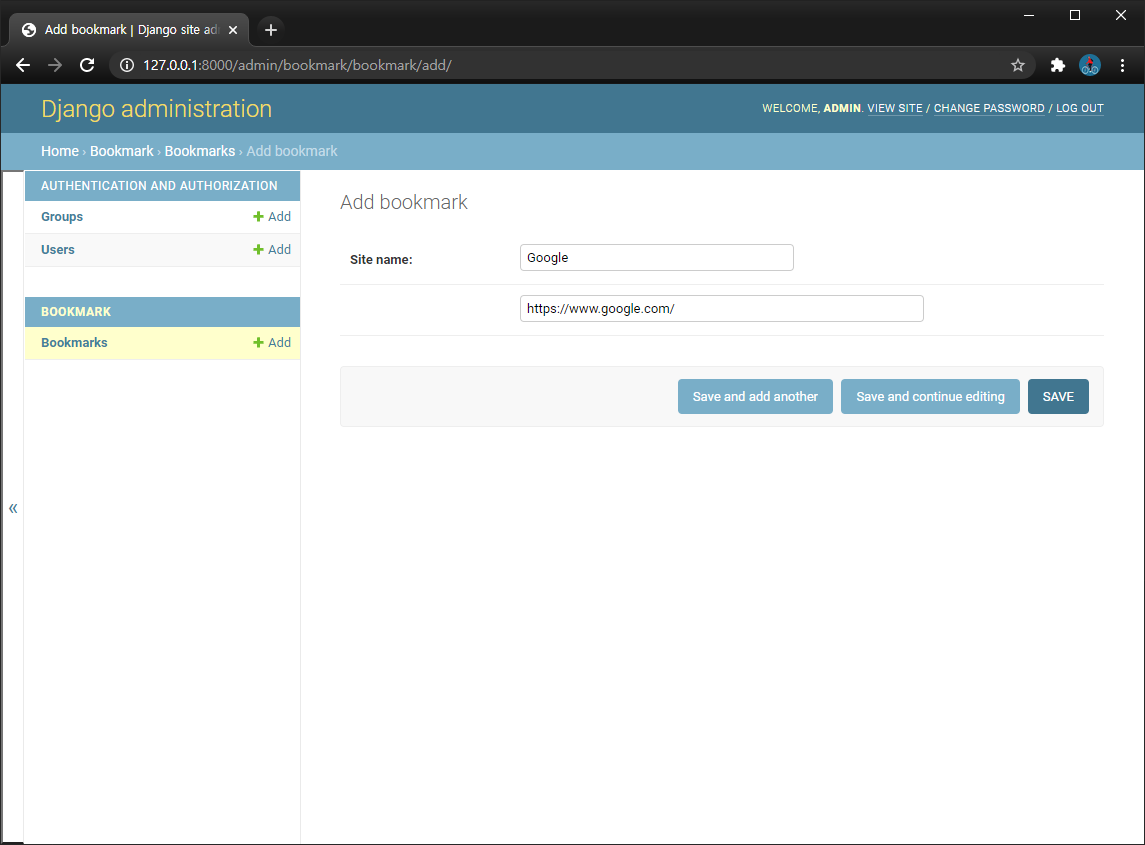 Add bookmark | Django site ad
127.0.0.1:8000/admin/bookmark/bookmark/add/
Django administration
WELCOME, ADMIN. VIEW SITE / CHANGE PASSWORD / LOG OUT
Home › Bookmark › Bookmarks › Add bookmark
AUTHENTICATION AND AUTHORIZATION
Groups + Add
Users + Add
BOOKMARK
Bookmarks + Add
«
Add bookmark
Site name: Google
https://www.google.com/
Save and add another Save and continue editing SAVE